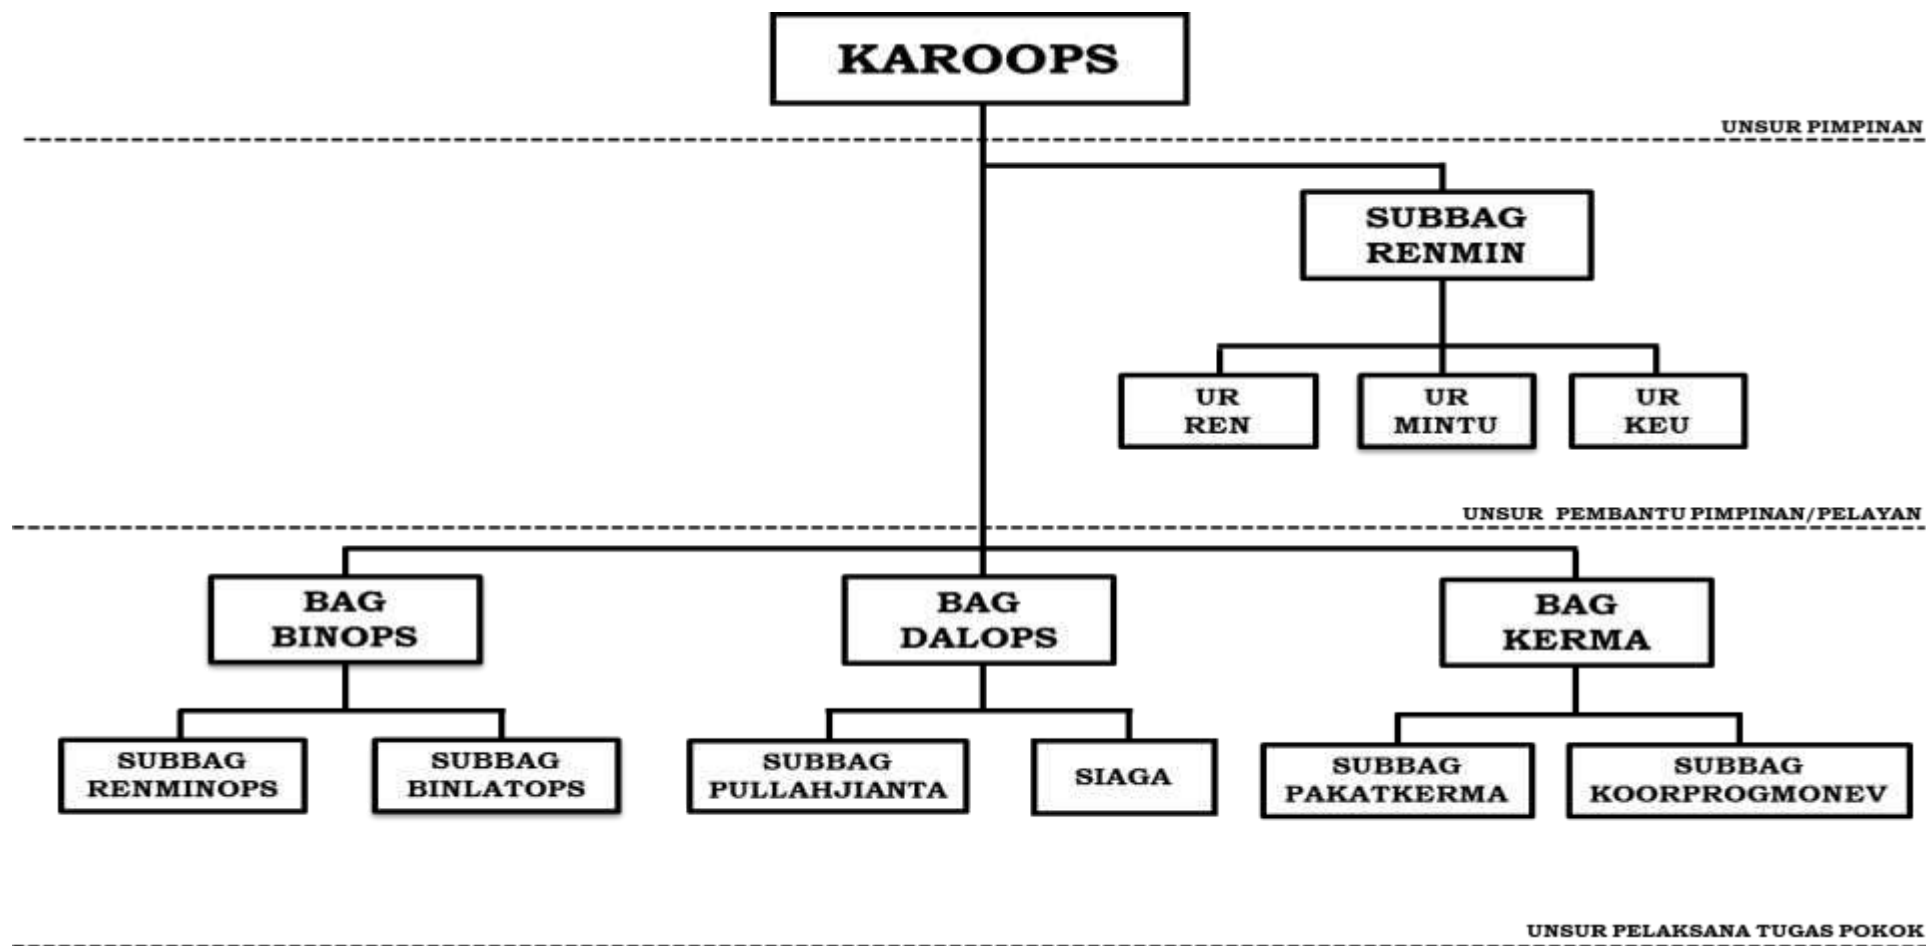 KAROOPS
UNSUR PIMPINAN
SUBBAG
RENMIN
UR
REN
UR
MINTU
UR
KEU
UNSUR PEMBANTU PIMPINAN/PELAYAN
BAG
BINOPS
BAG
DALOPS
BAG
KERMA
SUBBAG
RENMINOPS
SUBBAG
BINLATOPS
SUBBAG
PULLAHJIANTA
SIAGA
SUBBAG
PAKATKERMA
SUBBAG
KOORPROGMONEV
UNSUR PELAKSANA TUGAS POKOK